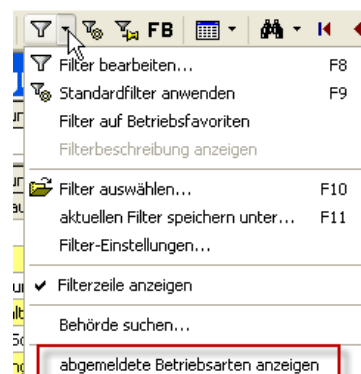 FB
Filter bearbeiten... F8
Standardfilter anwenden F9
Filter auf Betriebsfavoriten
Filterbeschreibung anzeigen
Filter auswählen... F10
aktuellen Filter speichern unter... F11
Filter-Einstellungen...
Filterzeile anzeigen
Behörde suchen...
abgemeldete Betriebsarten anzeigen